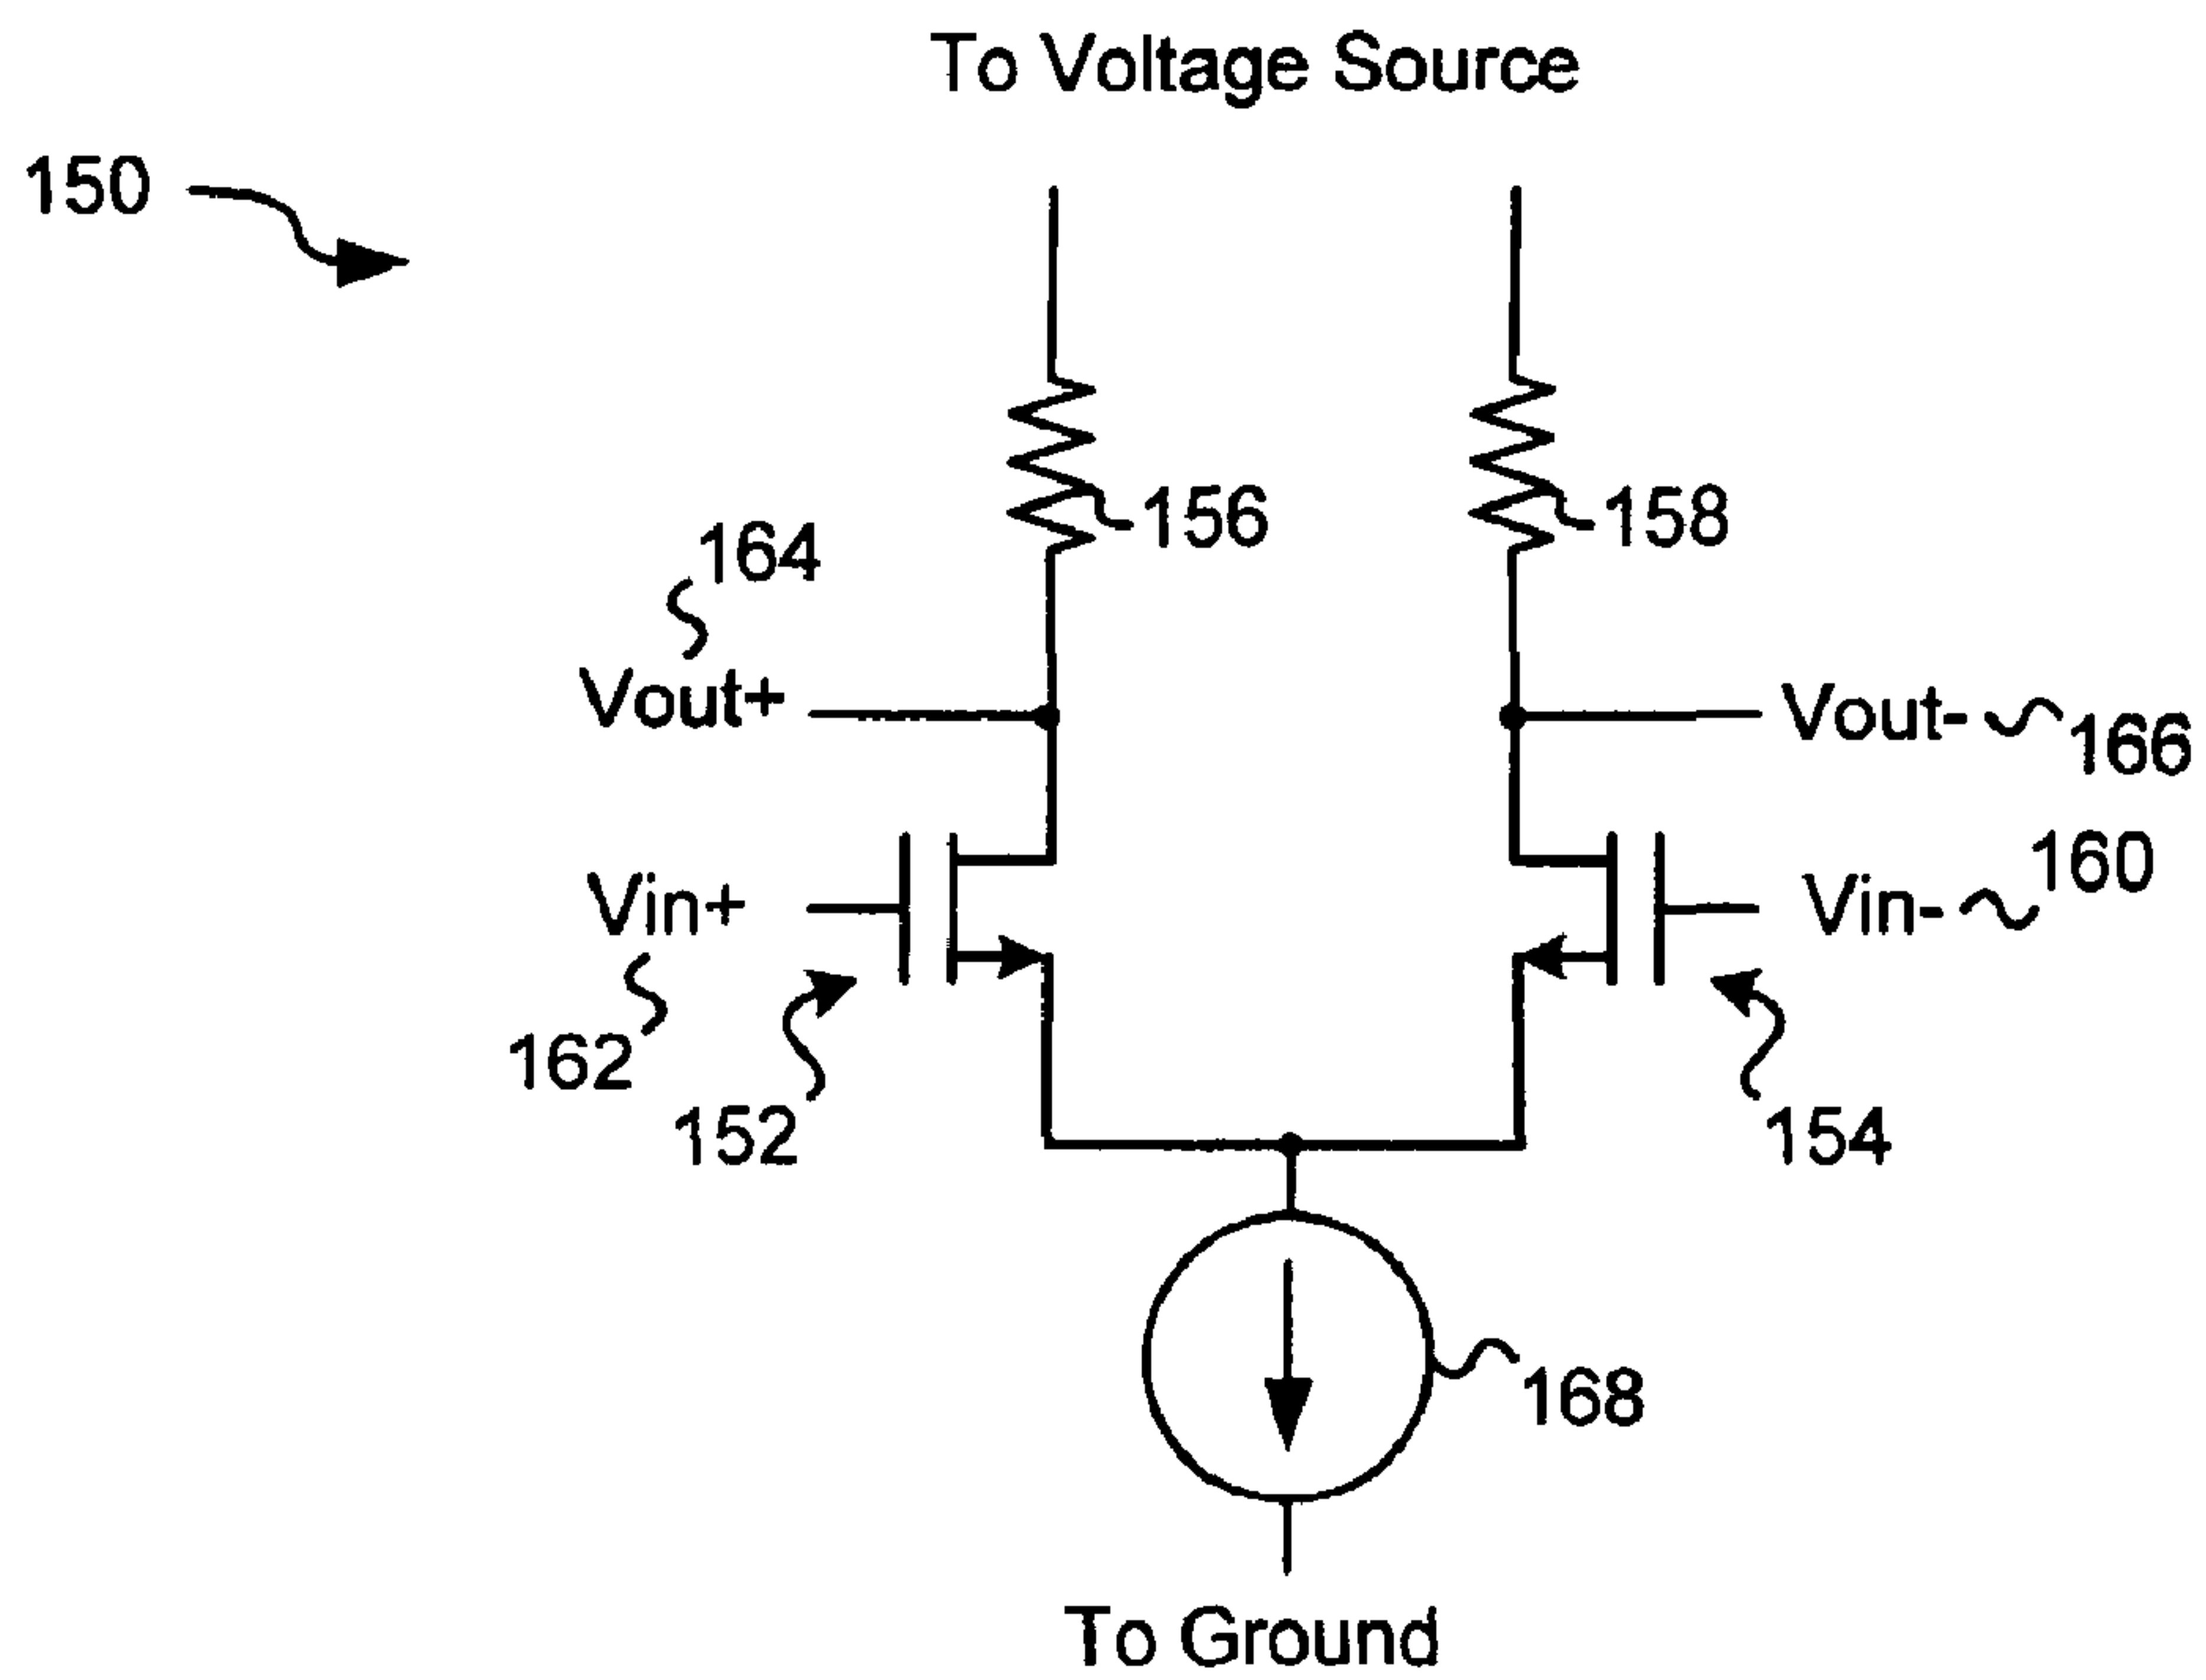 To Voltage Source
150
156
158
164
Vout+
Vout-
166
160
Vin+
Vin-
162
152
154
168
To Ground